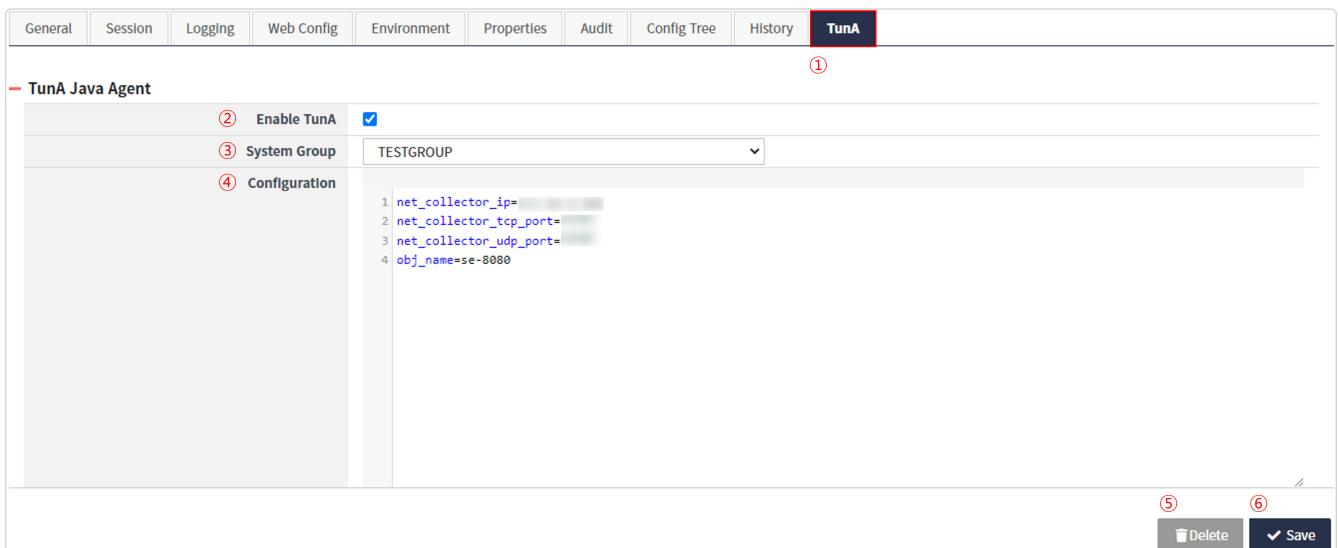 General Session Logging Web Config Environment Properties Audit Config Tree History TunA
①
TunA Java Agent
② Enable TunA
③ System Group TESTGROUP
④ Configuration
1 net_collector_ip=
2 net_collector_tcp_port=
3 net_collector_udp_port=
4 obj_name=se-8080
⑤ ⑥
Delete Save